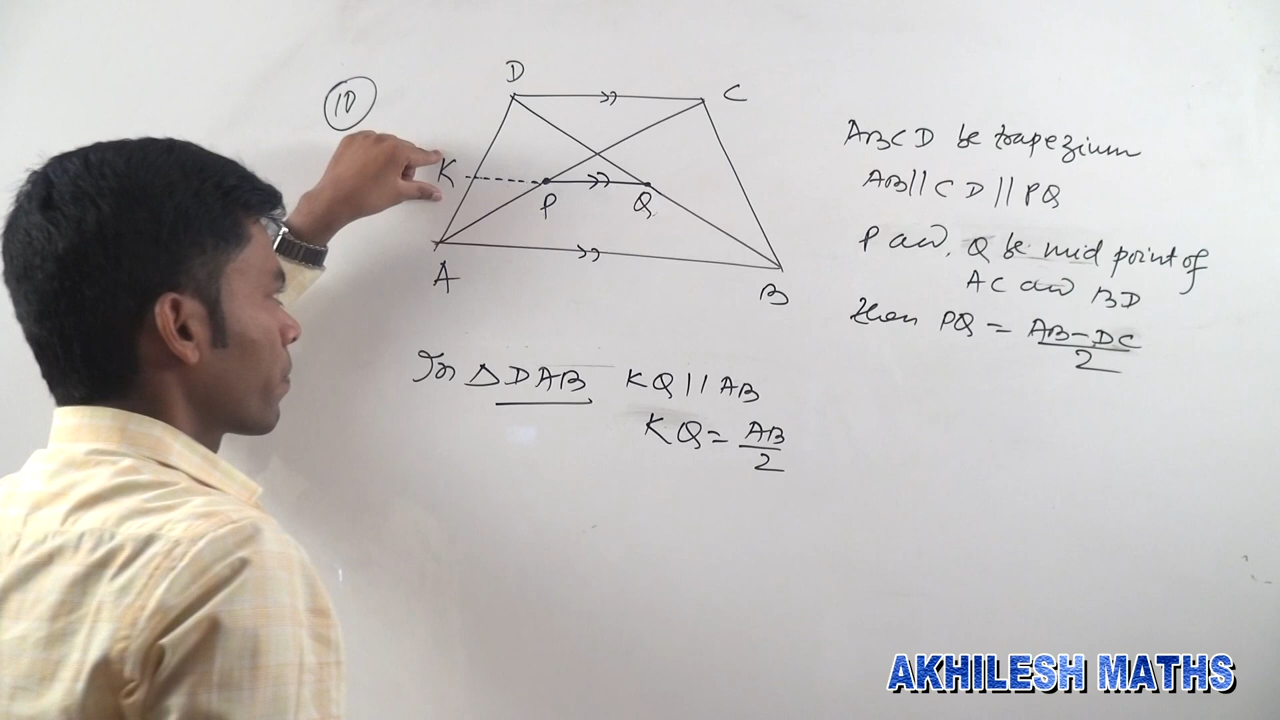 10
D
C
K
P
Q
A
B
ABCD be trapezium
AB||CD||PQ
P and Q be mid point of
AC and BD
then PQ = AB-DC
2
In ΔDAB KQ||AB
KQ = AB
2
AKHILESH MATHS